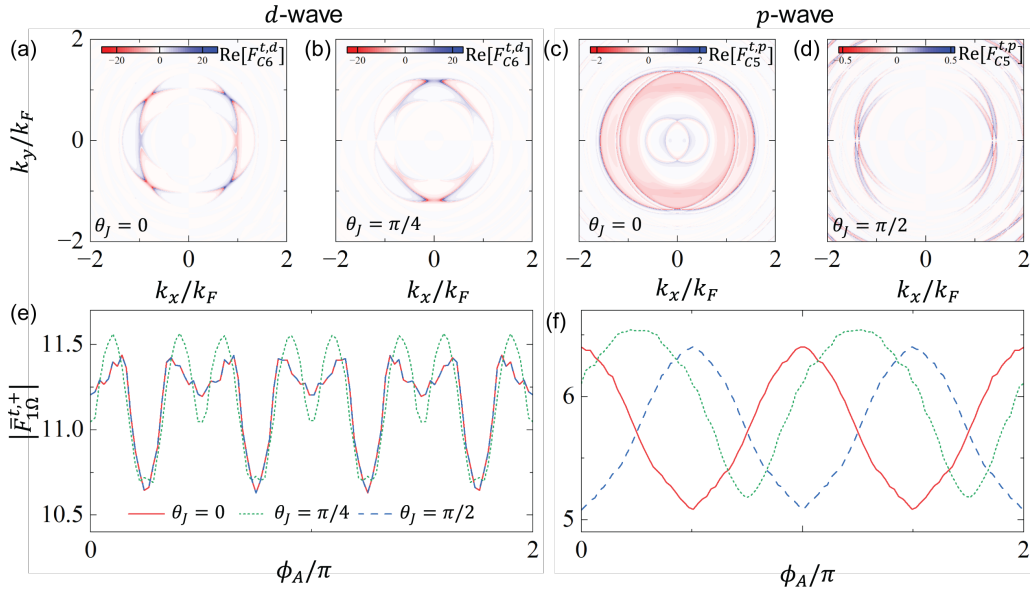 d-wave
p-wave
(a) (b) (c) (d)
−20 0 20 Re[F_{C6}^{t,d}]
−20 0 20 Re[F_{C6}^{t,d}]
−2 0 2 Re[F_{C5}^{t,p}]
−0.5 0 0.5 Re[F_{C5}^{t,p}]
2
0
−2
k_y/k_F
θ_J = 0
θ_J = π/4
θ_J = 0
θ_J = π/2
−2 0 2
−2 0 2
−2 0 2
−2 0 2
k_x/k_F
k_x/k_F
k_x/k_F
k_x/k_F
(e)
11.5
11.0
10.5
|F̄_{1Ω}^{t,+}|
θ_J = 0 θ_J = π/4 θ_J = π/2
0 2
ϕ_A/π
(f)
6
5
0 2
ϕ_A/π